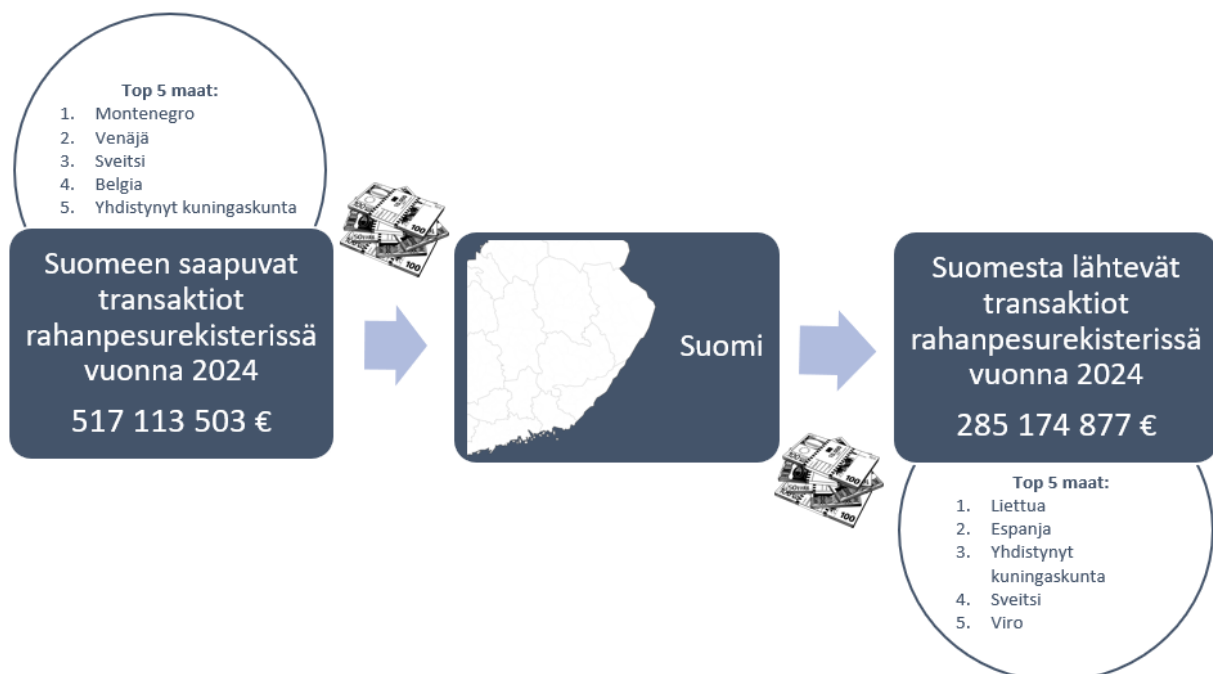 Top 5 maat:
1. Montenegro
2. Venäjä
3. Sveitsi
4. Belgia
5. Yhdistynyt kuningaskunta
Suomeen saapuvat
transaktiot
rahanpesurekisterissä
vuonna 2024
517 113 503 €
Suomi
Suomesta lähtevät
transaktiot
rahanpesurekisterissä
vuonna 2024
285 174 877 €
Top 5 maat:
1. Liettua
2. Espanja
3. Yhdistynyt
kuningaskunta
4. Sveitsi
5. Viro